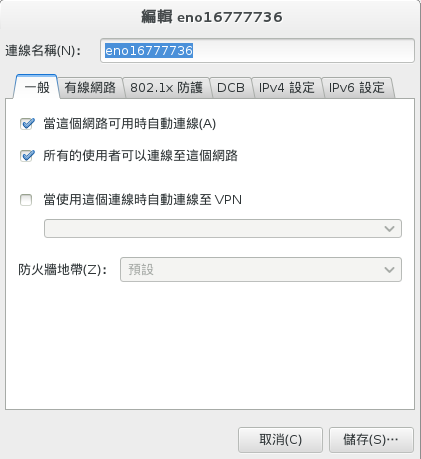 編輯 eno16777736
連線名稱(N)： eno16777736
一般 有線網路 802.1x 防護 DCB IPv4 設定 IPv6 設定
當這個網路可用時自動連線(A)
所有的使用者可以連線至這個網路
當使用這個連線時自動連線至 VPN
防火牆地帶(Z)： 預設
取消(C) 儲存(S)…